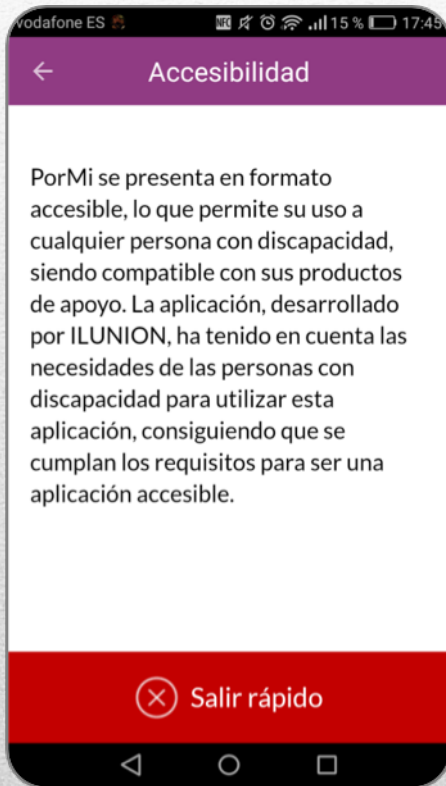 vodafone ES NFC 15 % 17:45
Accesibilidad
PorMi se presenta en formato
accesible, lo que permite su uso a
cualquier persona con discapacidad,
siendo compatible con sus productos
de apoyo. La aplicación, desarrollado
por ILUNION, ha tenido en cuenta las
necesidades de las personas con
discapacidad para utilizar esta
aplicación, consiguiendo que se
cumplan los requisitos para ser una
aplicación accesible.
Salir rápido